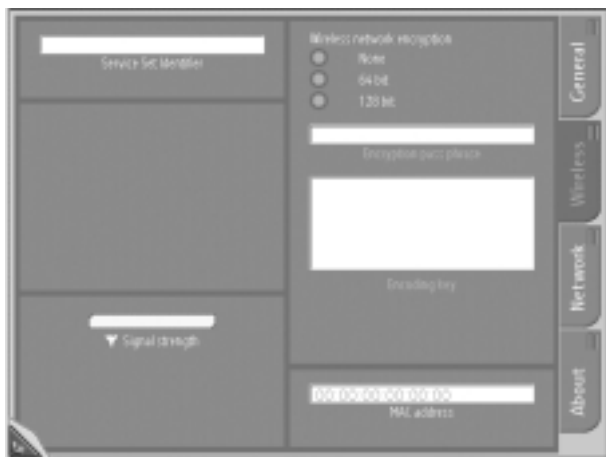 Service Set Identifier
Wireless network encryption
None
64 bit
128 bit
Encryption pass phrase
Encoding key
Signal strength
00 00 00 00 00 00
MAC address
General
Wireless
Network
About